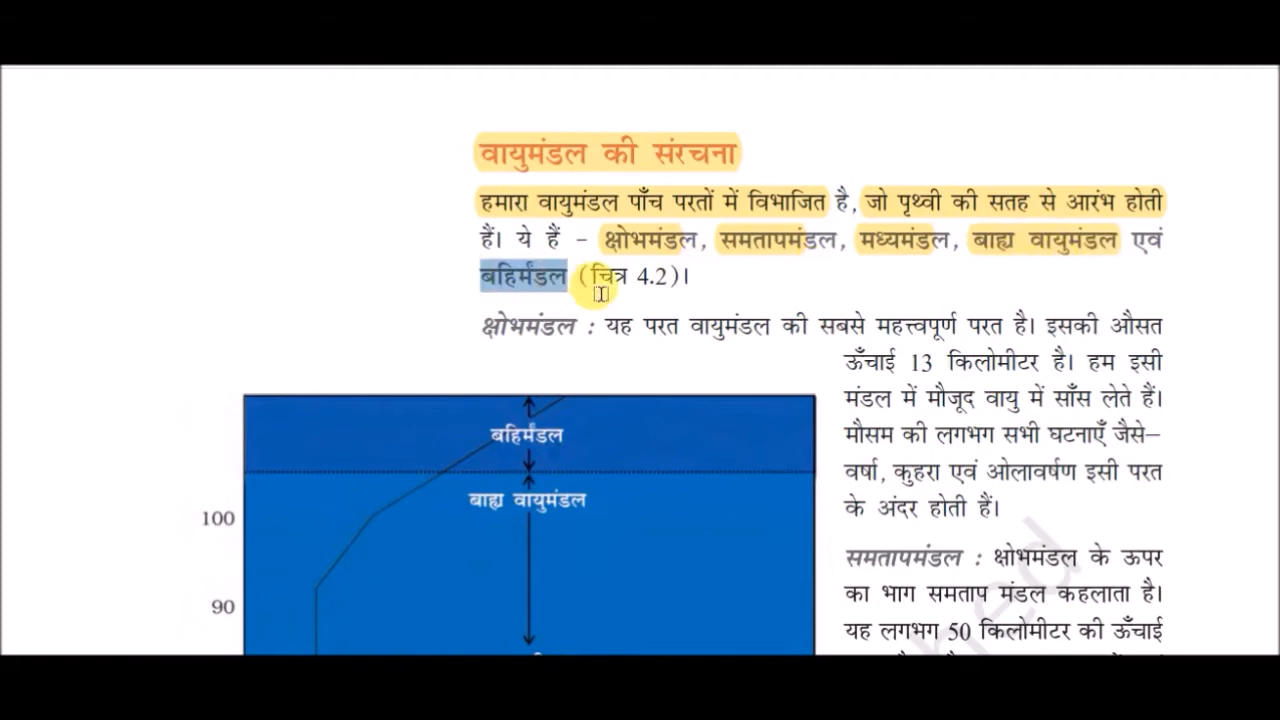 वायुमंडल की संरचना
हमारा वायुमंडल पाँच परतों में विभाजित है, जो पृथ्वी की सतह से आरंभ होती
हैं। ये हैं – क्षोभमंडल, समतापमंडल, मध्यमंडल, बाह्य वायुमंडल एवं
बहिर्मंडल (चित्र 4.2)।
क्षोभमंडल : यह परत वायुमंडल की सबसे महत्त्वपूर्ण परत है। इसकी औसत
ऊँचाई 13 किलोमीटर है। हम इसी
मंडल में मौजूद वायु में साँस लेते हैं।
मौसम की लगभग सभी घटनाएँ जैसे–
वर्षा, कुहरा एवं ओलावर्षण इसी परत
के अंदर होती हैं।
समतापमंडल : क्षोभमंडल के ऊपर
का भाग समताप मंडल कहलाता है।
यह लगभग 50 किलोमीटर की ऊँचाई
बहिर्मंडल
बाह्य वायुमंडल
100
90